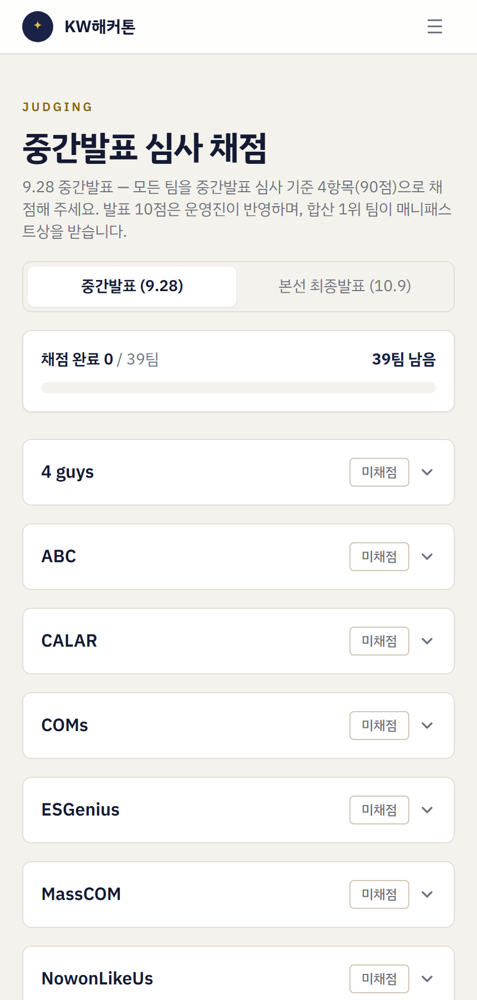 KW해커톤
JUDGING
중간발표 심사 채점
9.28 중간발표 — 모든 팀을 중간발표 심사 기준 4항목(90점)으로 채
점해 주세요. 발표 10점은 운영진이 반영하며, 합산 1위 팀이 매니패스
트상을 받습니다.
중간발표 (9.28)
본선 최종발표 (10.9)
채점 완료 0 / 39팀
39팀 남음
4 guys
미채점
ABC
미채점
CALAR
미채점
COMs
미채점
ESGenius
미채점
MassCOM
미채점
NowonLikeUs
미채점